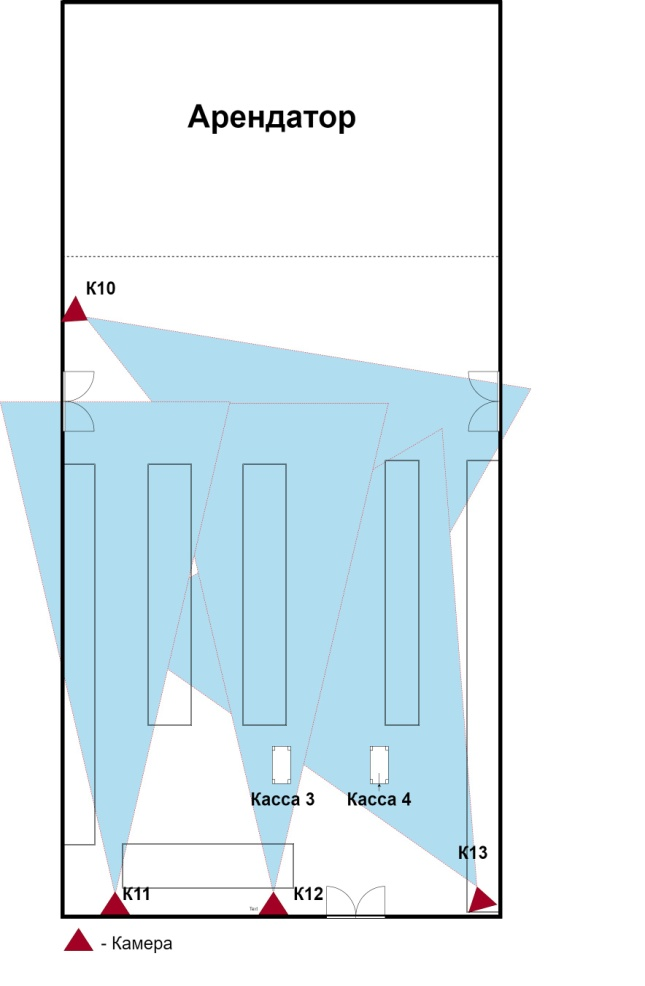 Арендатор
К10
Касса 3
Касса 4
К13
К11
К12
- Камера